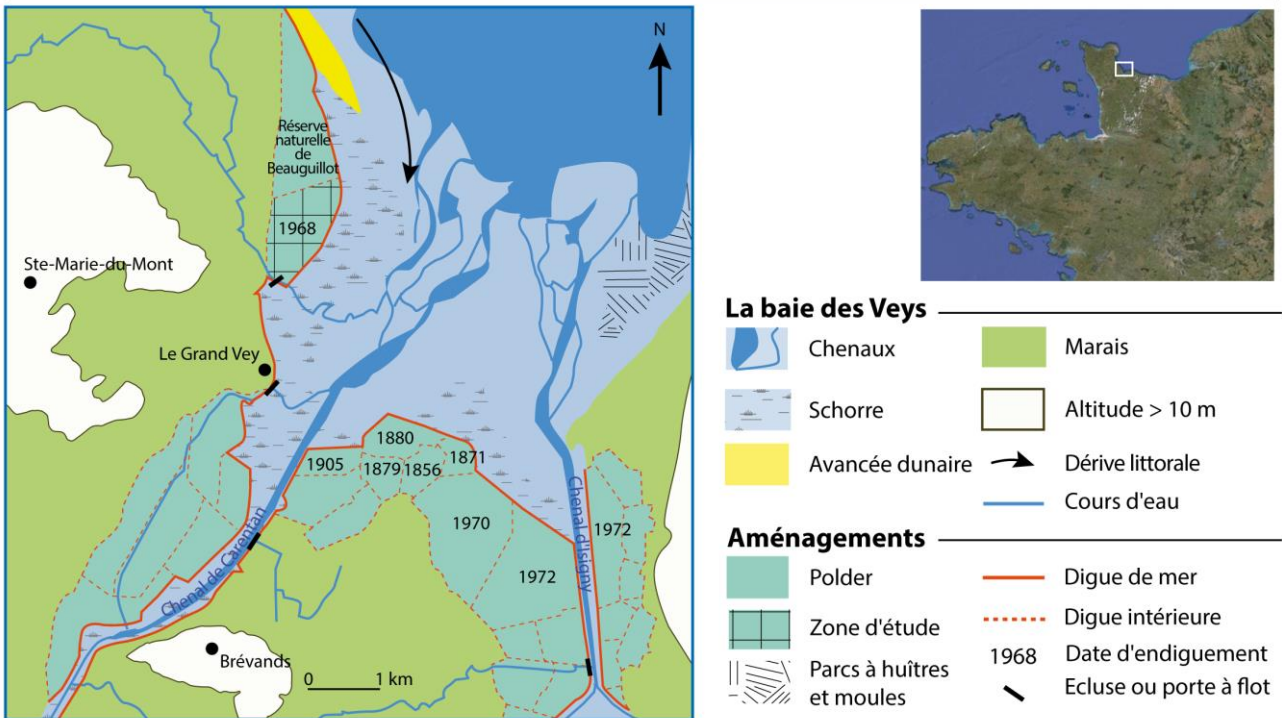 N
Réserve
naturelle
de
Beauguillot
1968
Ste-Marie-du-Mont
Le Grand Vey
1880
1871
1905
1879
1856
1970
1972
1972
Chenal de Carentan
Chenal d'Isigny
Brévands
0 1 km
La baie des Veys
Chenaux
Marais
Schorre
Altitude > 10 m
Avancée dunaire
Dérive littorale
Cours d'eau
Aménagements
Polder
Digue de mer
Zone d'étude
Digue intérieure
Parcs à huîtres
et moules
1968 Date d'endiguement
Ecluse ou porte à flot